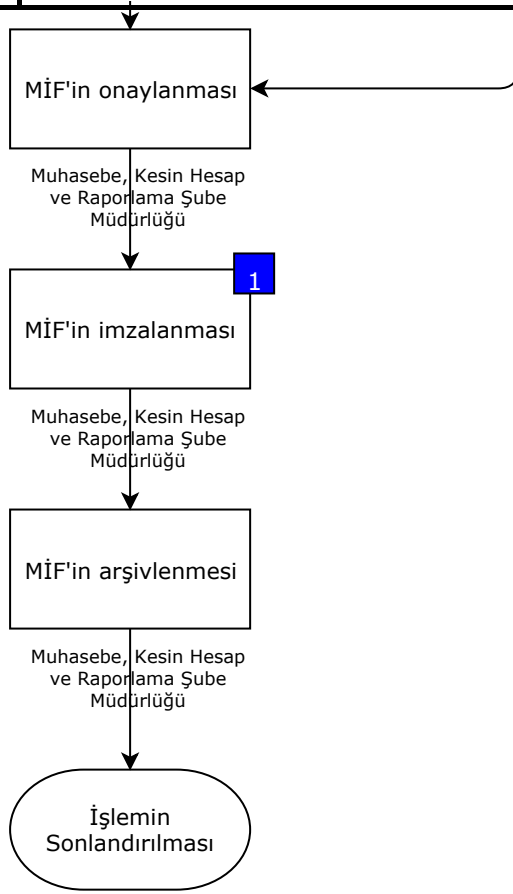 MİF'in onaylanması
Muhasebe, Kesin Hesap
ve Raporlama Şube
Müdürlüğü
1
MİF'in imzalanması
Muhasebe, Kesin Hesap
ve Raporlama Şube
Müdürlüğü
MİF'in arşivlenmesi
Muhasebe, Kesin Hesap
ve Raporlama Şube
Müdürlüğü
İşlemin
Sonlandırılması